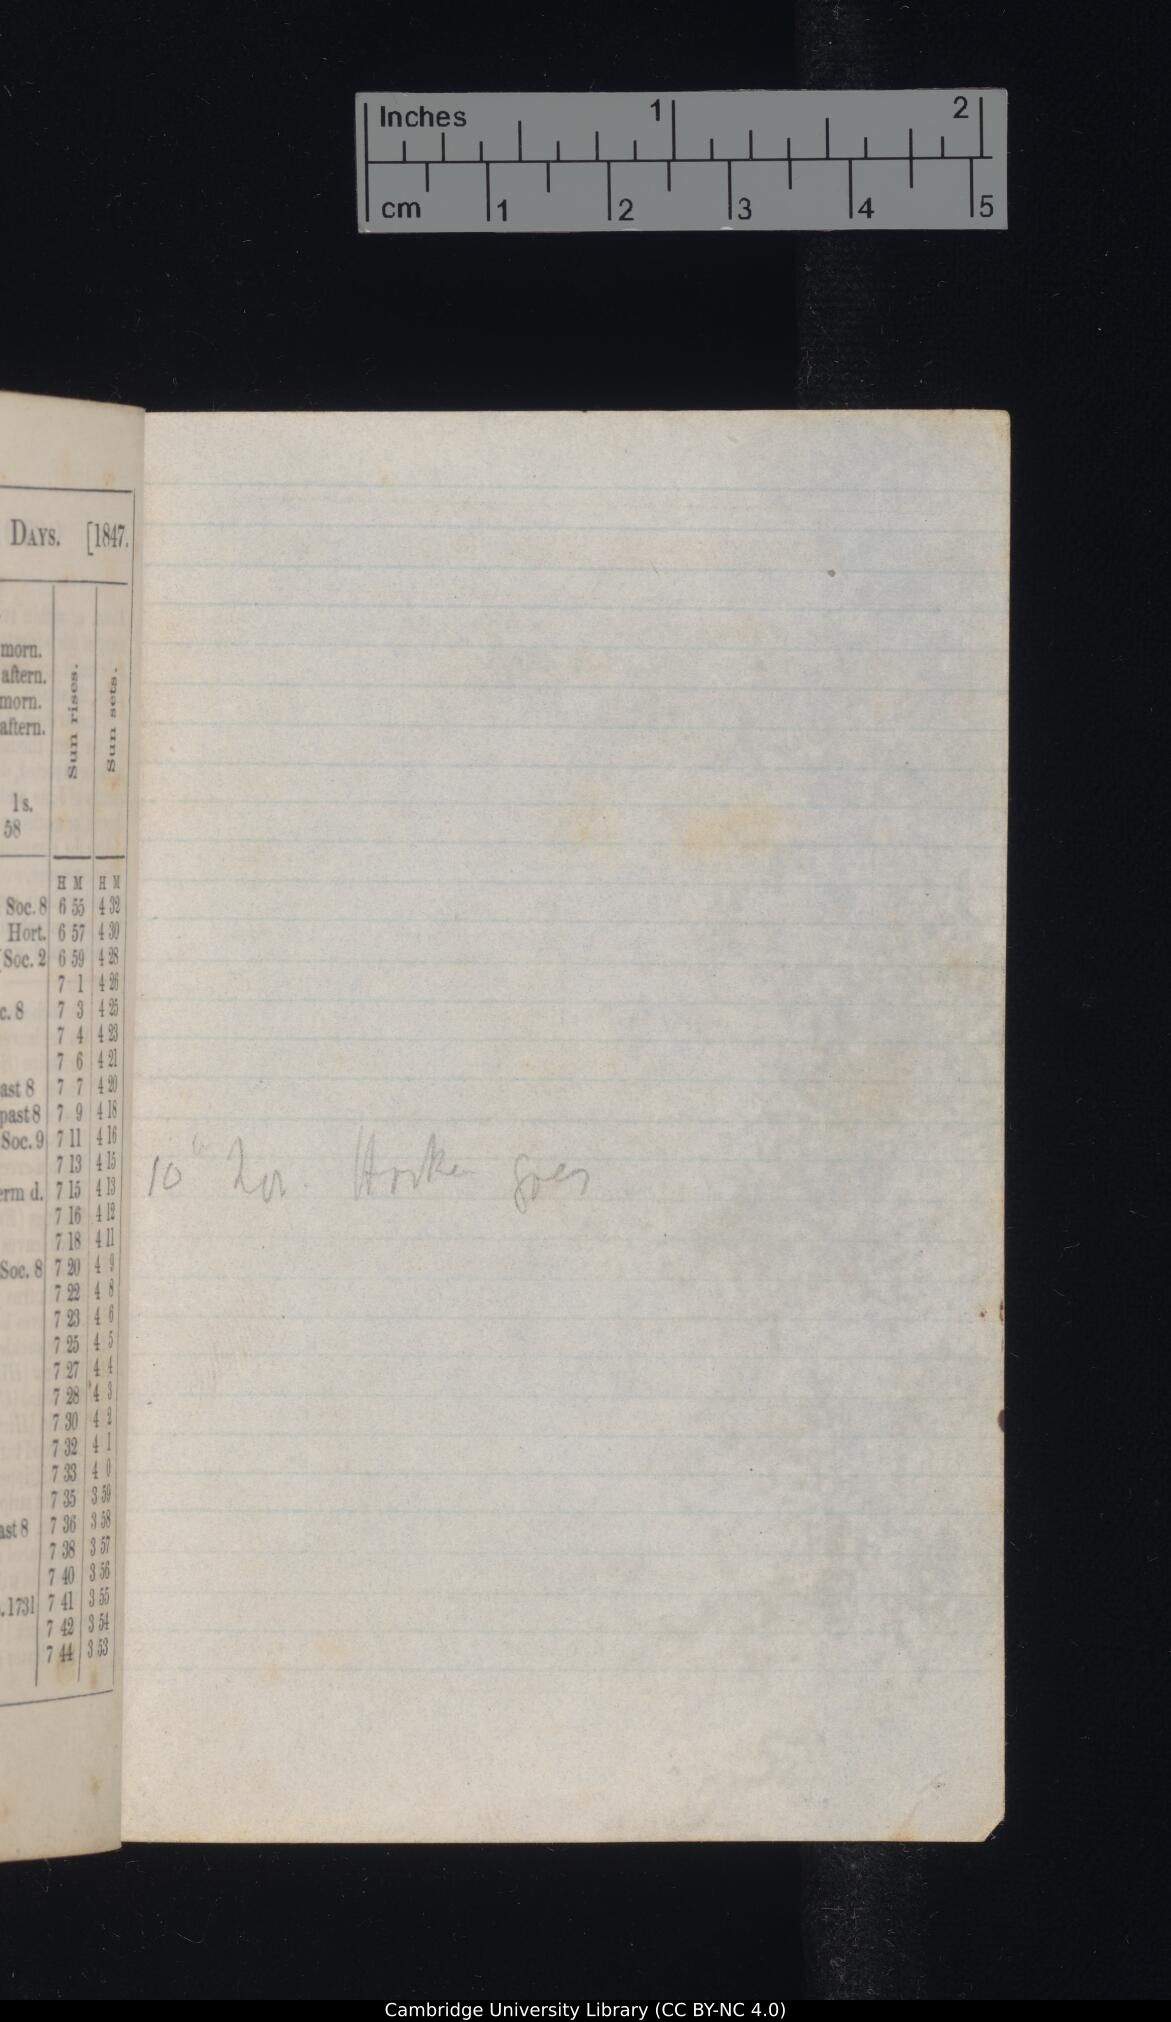 Inches 1 2
cm 1 2 3 4 5
DAYS. [1847.
morn.
aftern.
morn.
aftern.
Sun rises.
Sun sets.
1 s.
58
H M H M
Soc. 8 6 55 4 32
Hort. 6 57 4 30
[Soc. 2 6 59 4 28
7 1 4 26
c. 8 7 3 4 25
7 4 4 23
7 6 4 21
ast 8 7 7 4 20
past 8 7 9 4 18
Soc. 9 7 11 4 16
7 13 4 15
erm d. 7 15 4 13
7 16 4 12
7 18 4 11
Soc. 8 7 20 4 9
7 22 4 8
7 23 4 6
7 25 4 5
7 27 4 4
7 28 4 3
7 30 4 2
7 32 4 1
7 33 4 0
7 35 3 59
ast 8 7 36 3 58
7 38 3 57
7 40 3 56
.1731 7 41 3 55
7 42 3 54
7 44 3 53
10th Nov. Hooker goes
Cambridge University Library (CC BY-NC 4.0)